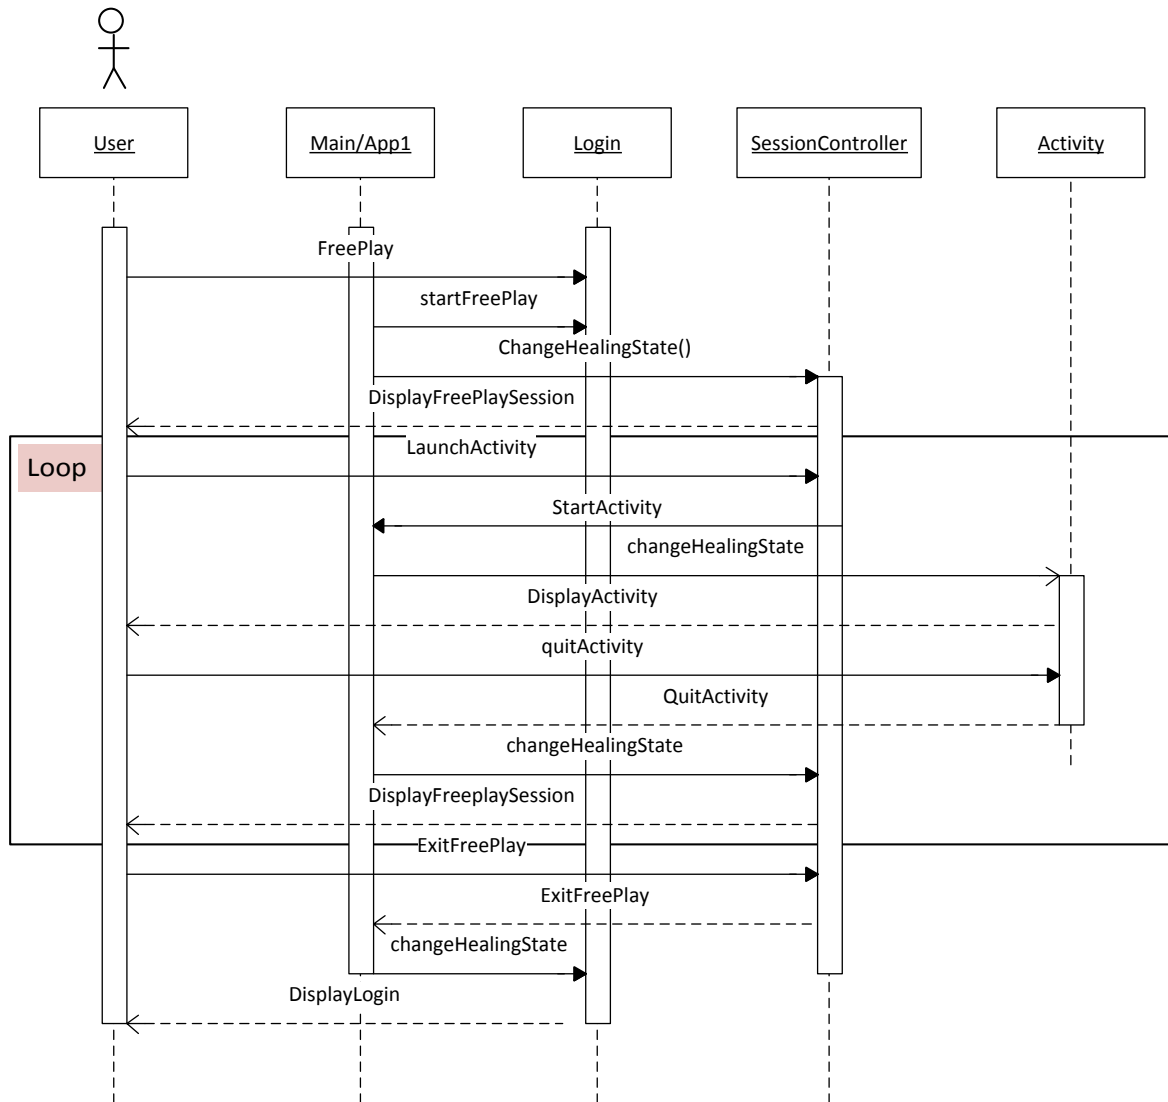 User
Main/App1
Login
SessionController
Activity
FreePlay
startFreePlay
ChangeHealingState()
DisplayFreePlaySession
LaunchActivity
Loop
StartActivity
changeHealingState
DisplayActivity
quitActivity
QuitActivity
changeHealingState
DisplayFreeplaySession
ExitFreePlay
ExitFreePlay
changeHealingState
DisplayLogin